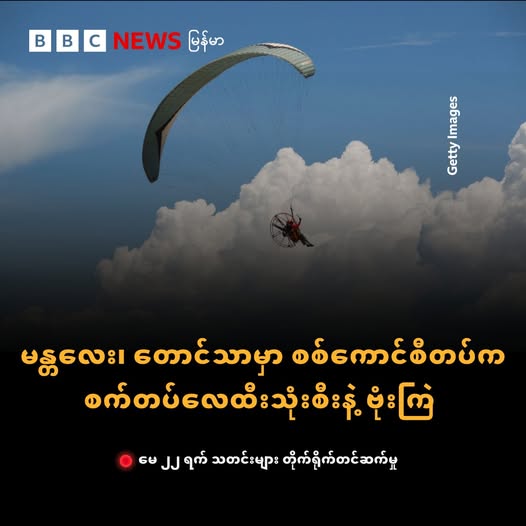 BBC NEWS မြန်မာ
Getty Images
မန္တလေး၊ တောင်သာမှာ စစ်ကောင်စီတပ်က
စက်တပ်လေထီးသုံးစီးနဲ့ ဗုံးကြဲ
မေ ၂၂ ရက် သတင်းများ တိုက်ရိုက်တင်ဆက်မှု